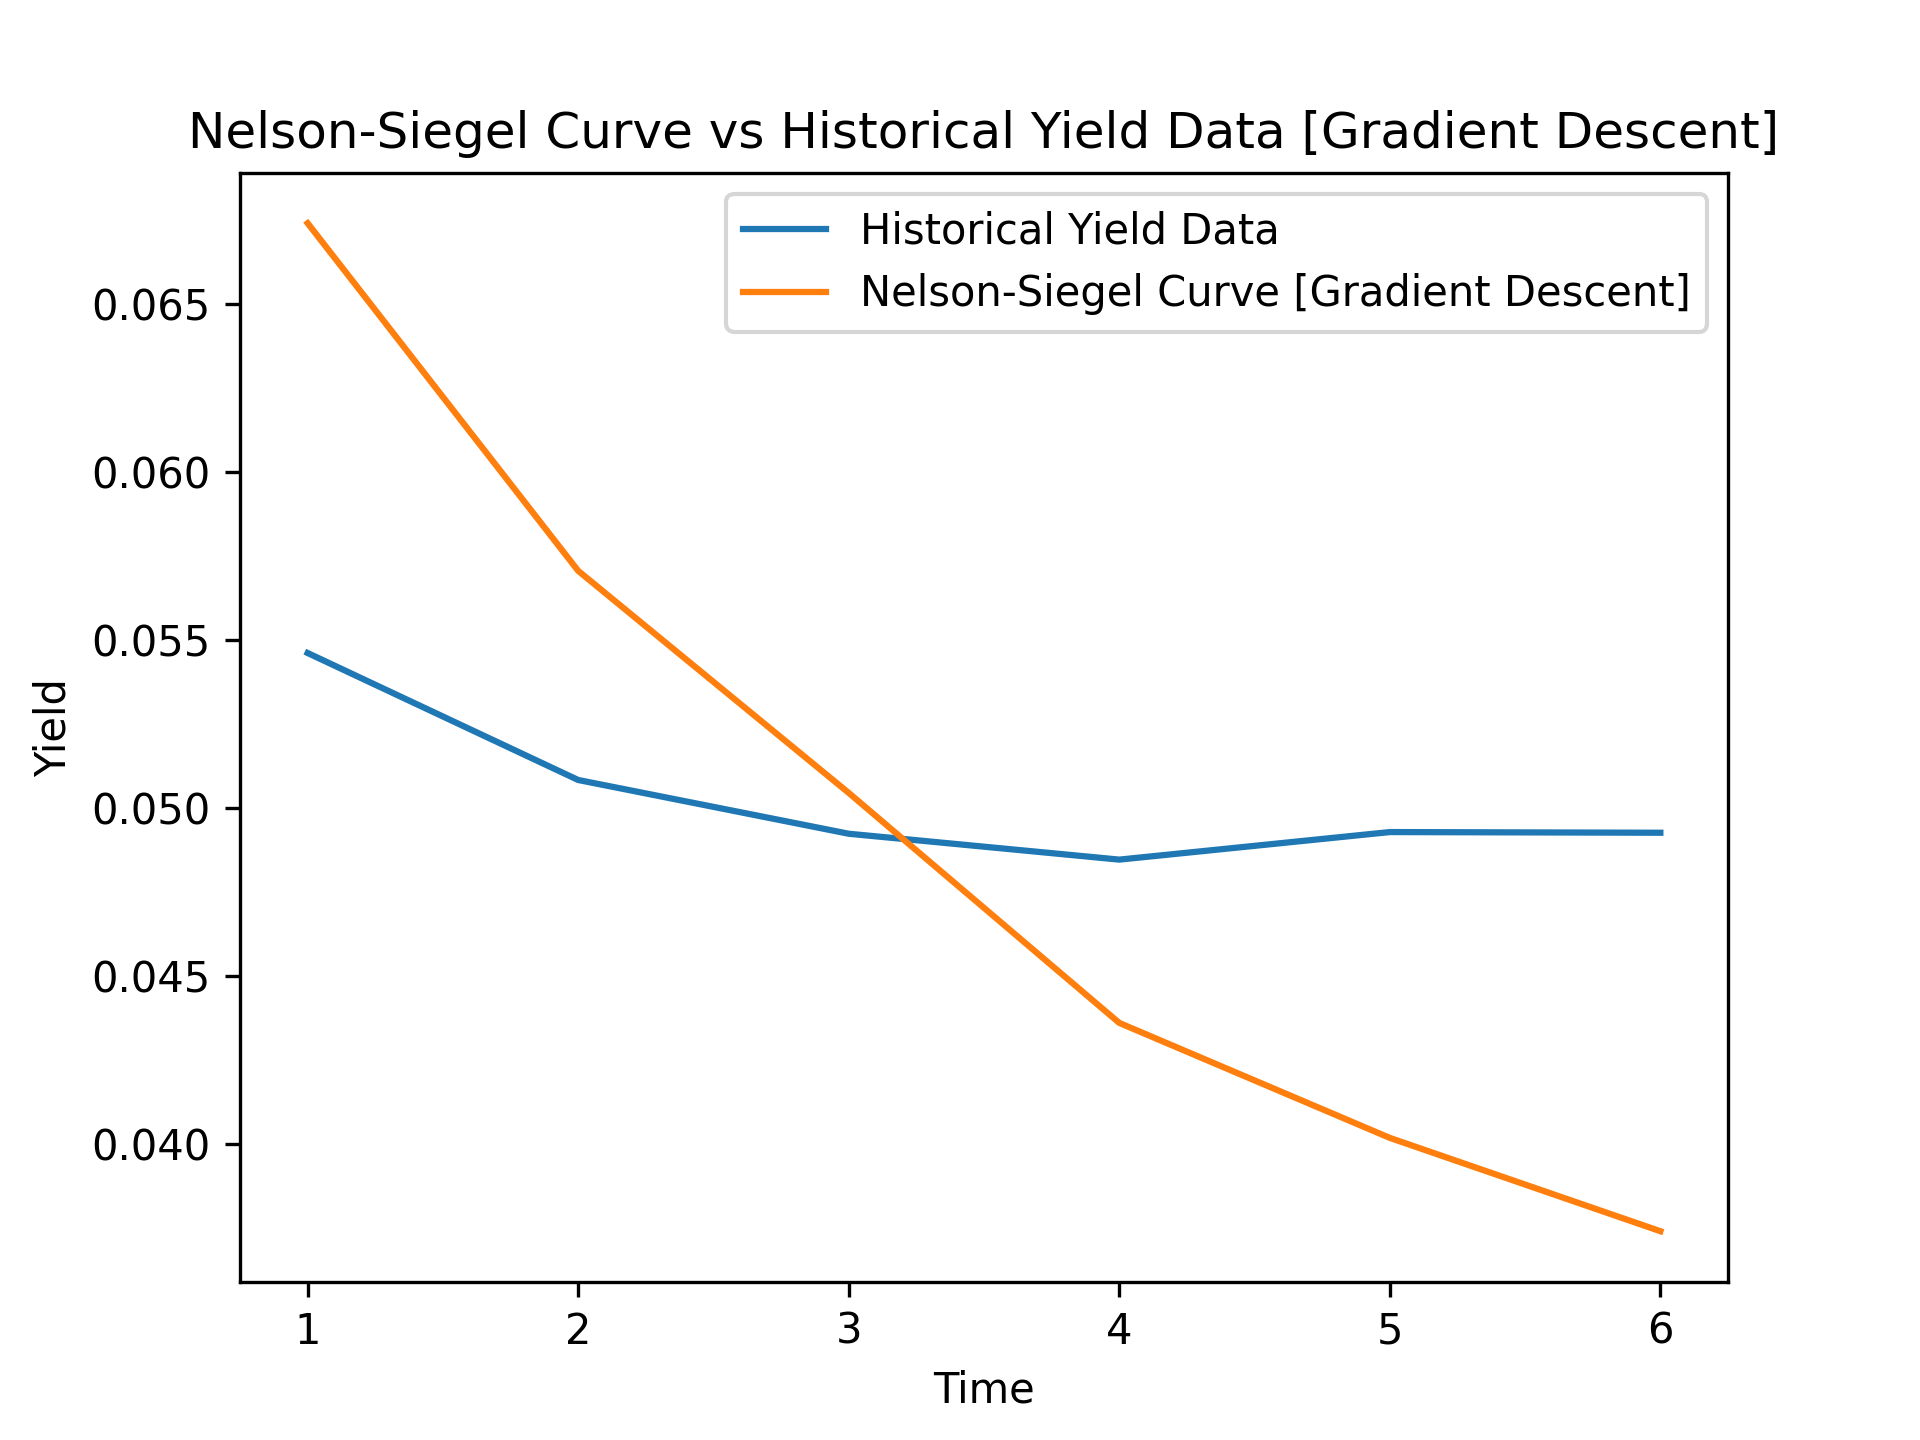 Nelson-Siegel Curve vs Historical Yield Data [Gradient Descent]
Historical Yield Data
Nelson-Siegel Curve [Gradient Descent]
0.065
0.060
0.055
0.050
0.045
0.040
Yield
1 2 3 4 5 6
Time